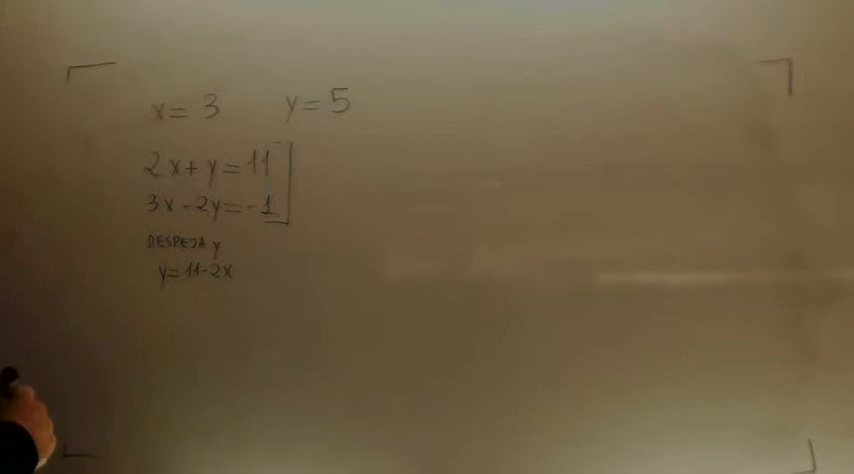 x = 3 y = 5
2x + y = 11
3x - 2y = -1
DESPEJA y
y = 11 - 2x